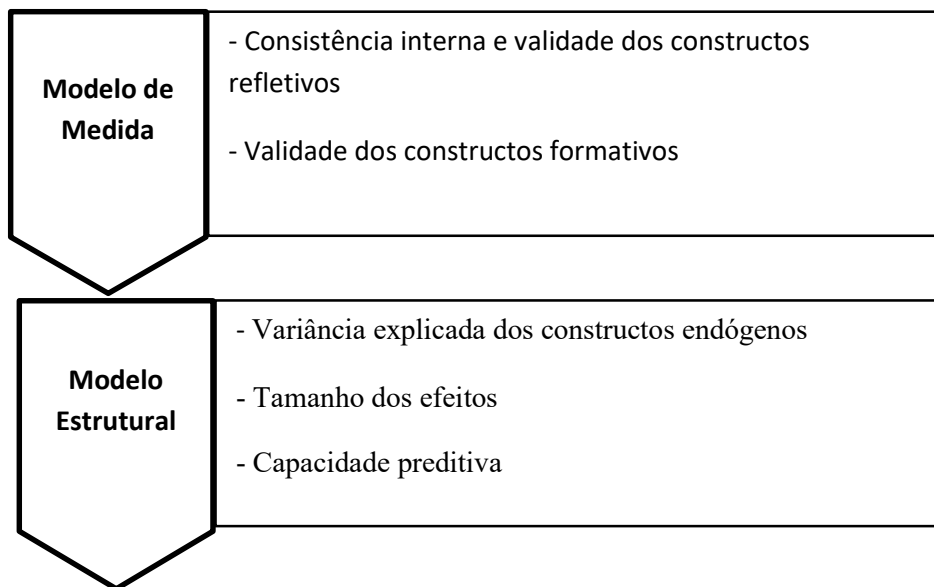 Modelo de
Medida
- Consistência interna e validade dos constructos
refletivos
- Validade dos constructos formativos
Modelo
Estrutural
- Variância explicada dos constructos endógenos
- Tamanho dos efeitos
- Capacidade preditiva